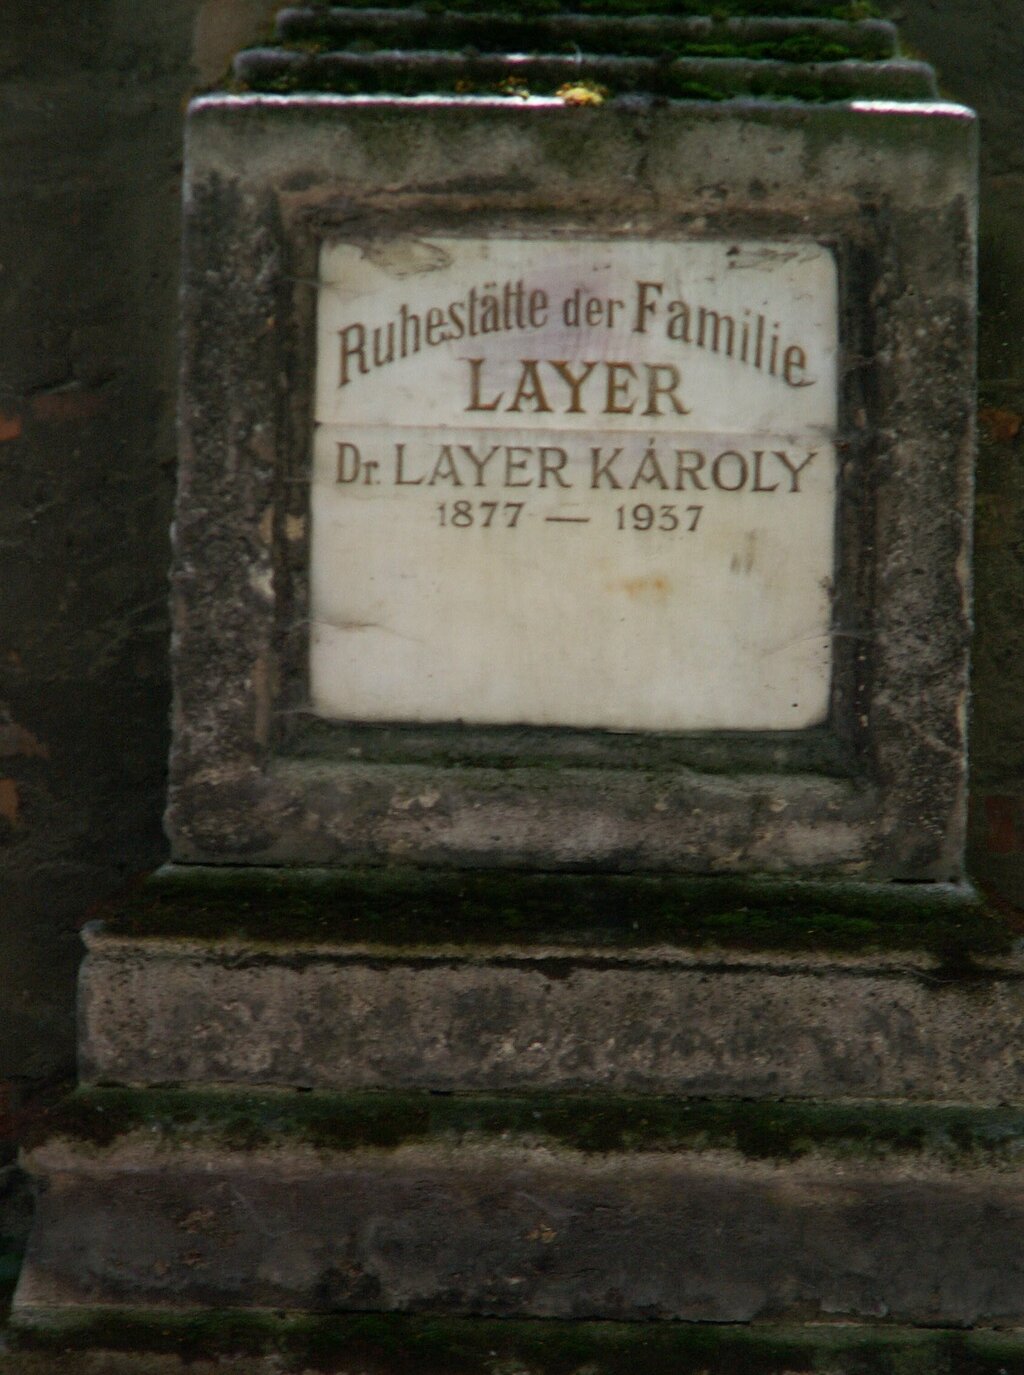 Ruhestätte der Familie
LAYER
Dr. LAYER KÁROLY
1877 — 1937